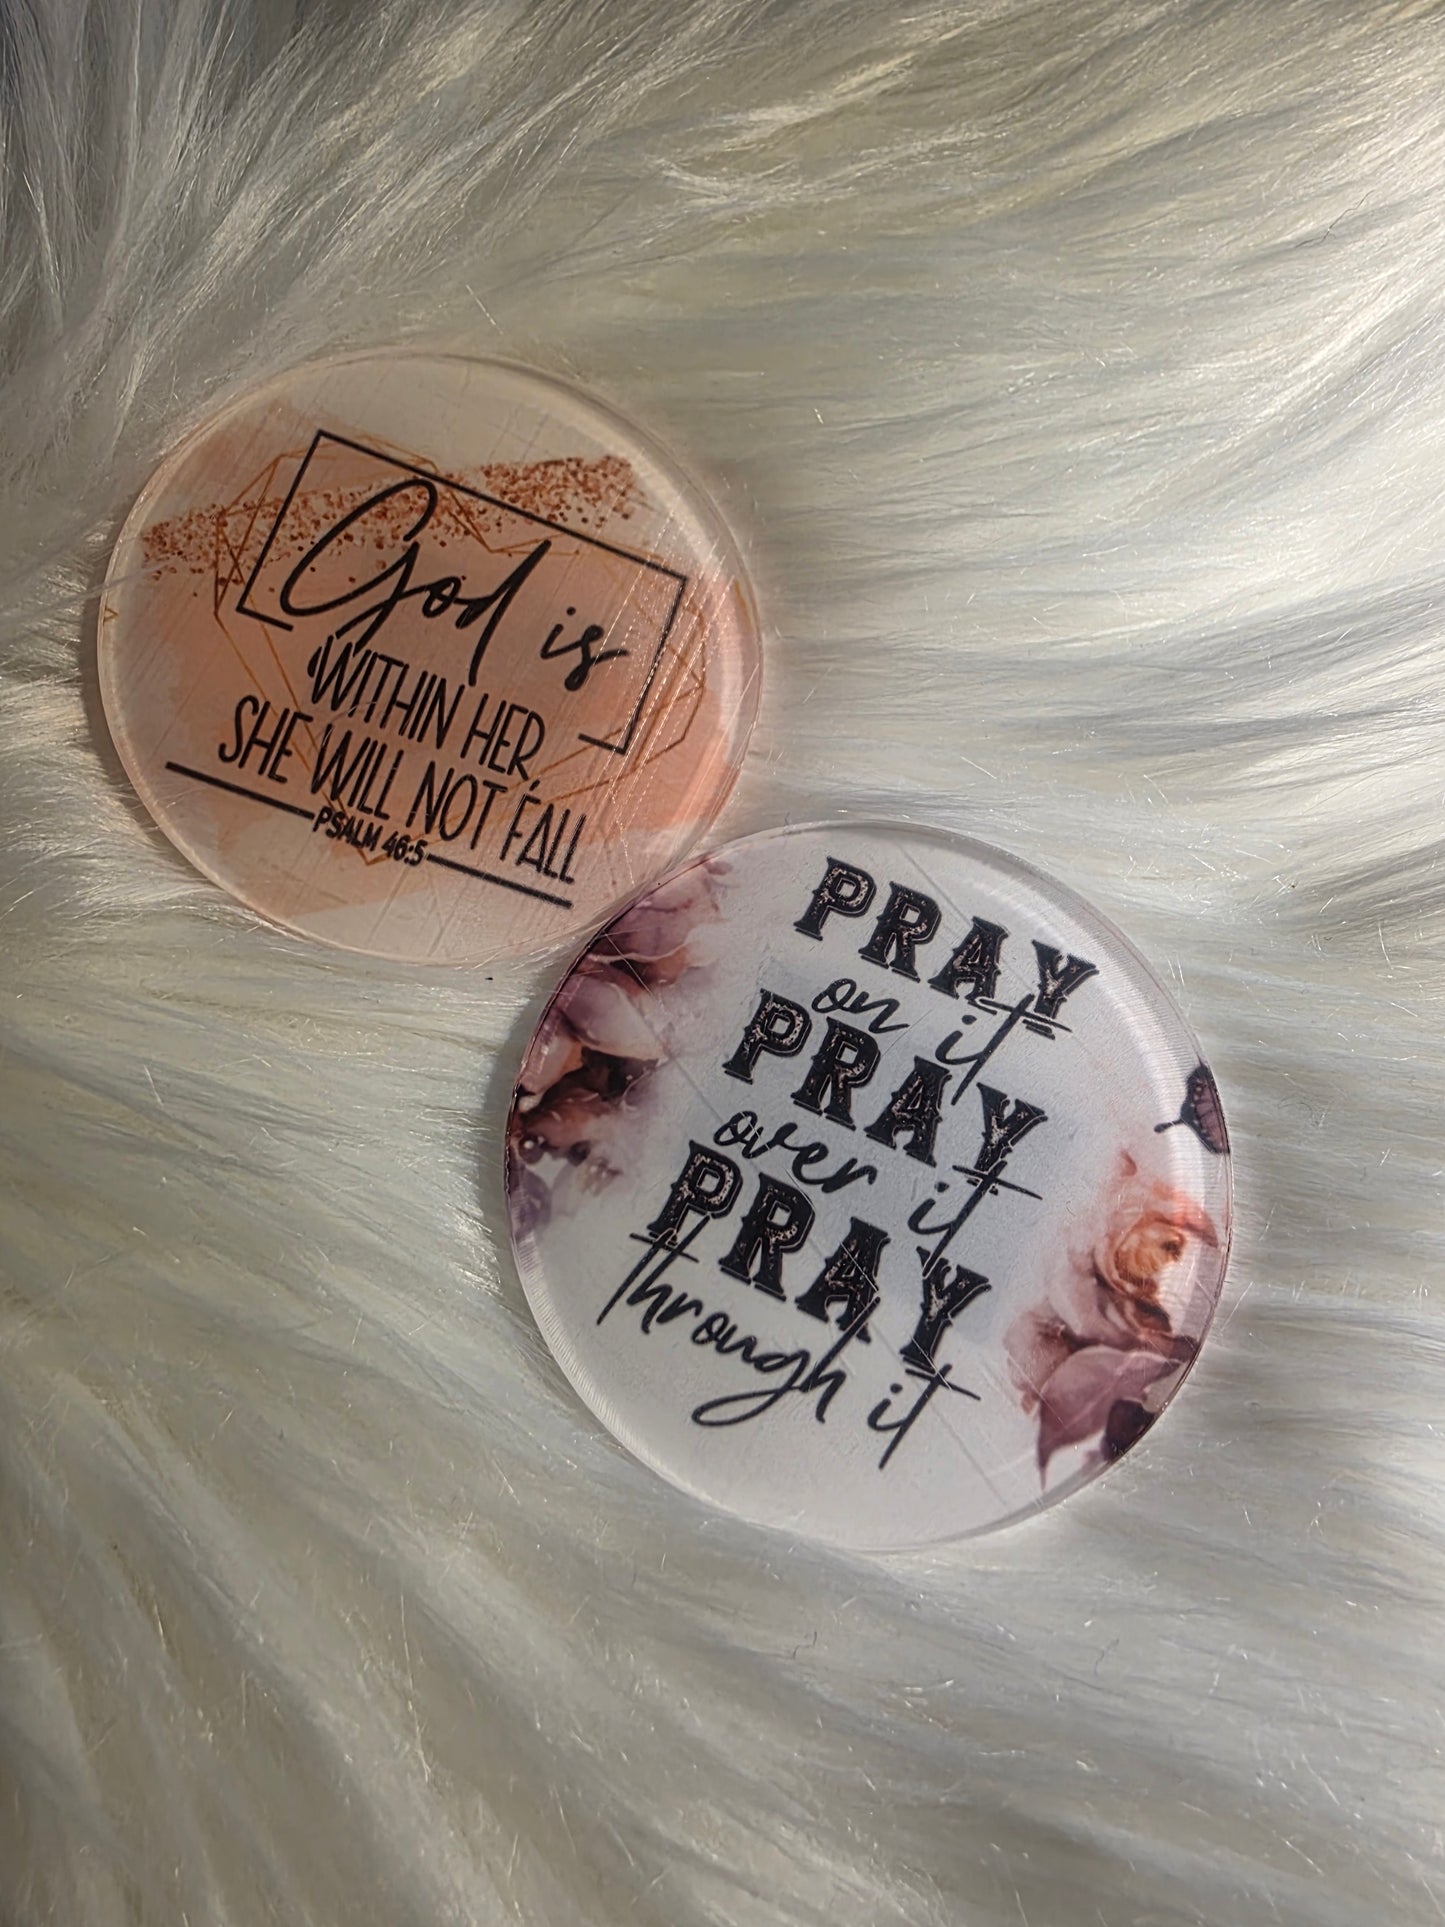 God is
WITHIN HER,
SHE WILL NOT FALL
PSALM 46:5
PRAY
on it
PRAY
over it
PRAY
through it